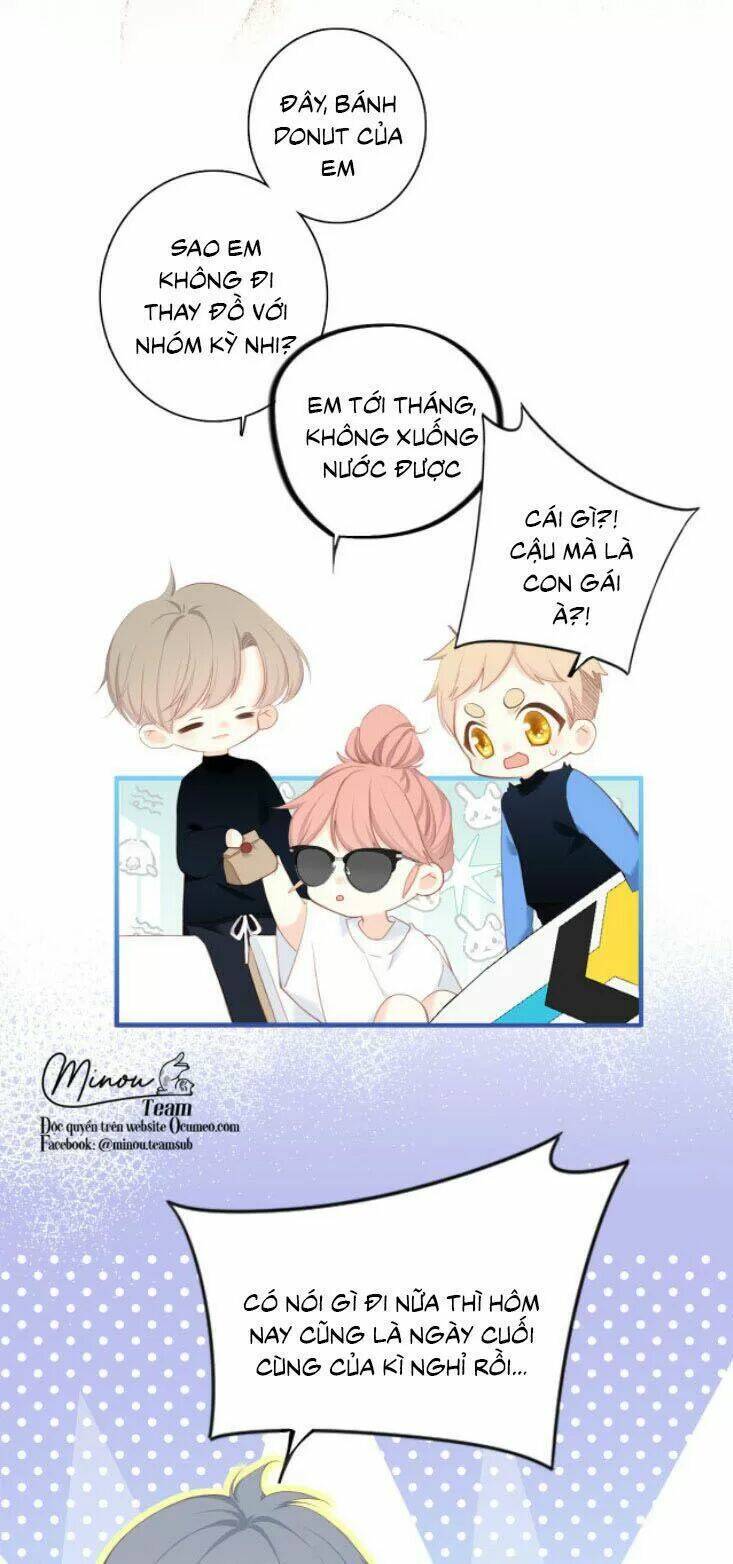 ĐÂY, BÁNH
DONUT CỦA
EM
SAO EM
KHÔNG ĐI
THAY ĐỒ VỚI
NHÓM KỲ NHI?
EM TỚI THÁNG,
KHÔNG XUỐNG
NƯỚC ĐƯỢC
CÁI GÌ?!
CẬU MÀ LÀ
CON GÁI
À?!
Minou
Team
Độc quyền trên website Ocumeo.com
Facebook: @minou.teamsub
CÓ NÓI GÌ ĐI NỮA THÌ HÔM
NAY CŨNG LÀ NGÀY CUỐI
CÙNG CỦA KÌ NGHỈ RỒI...